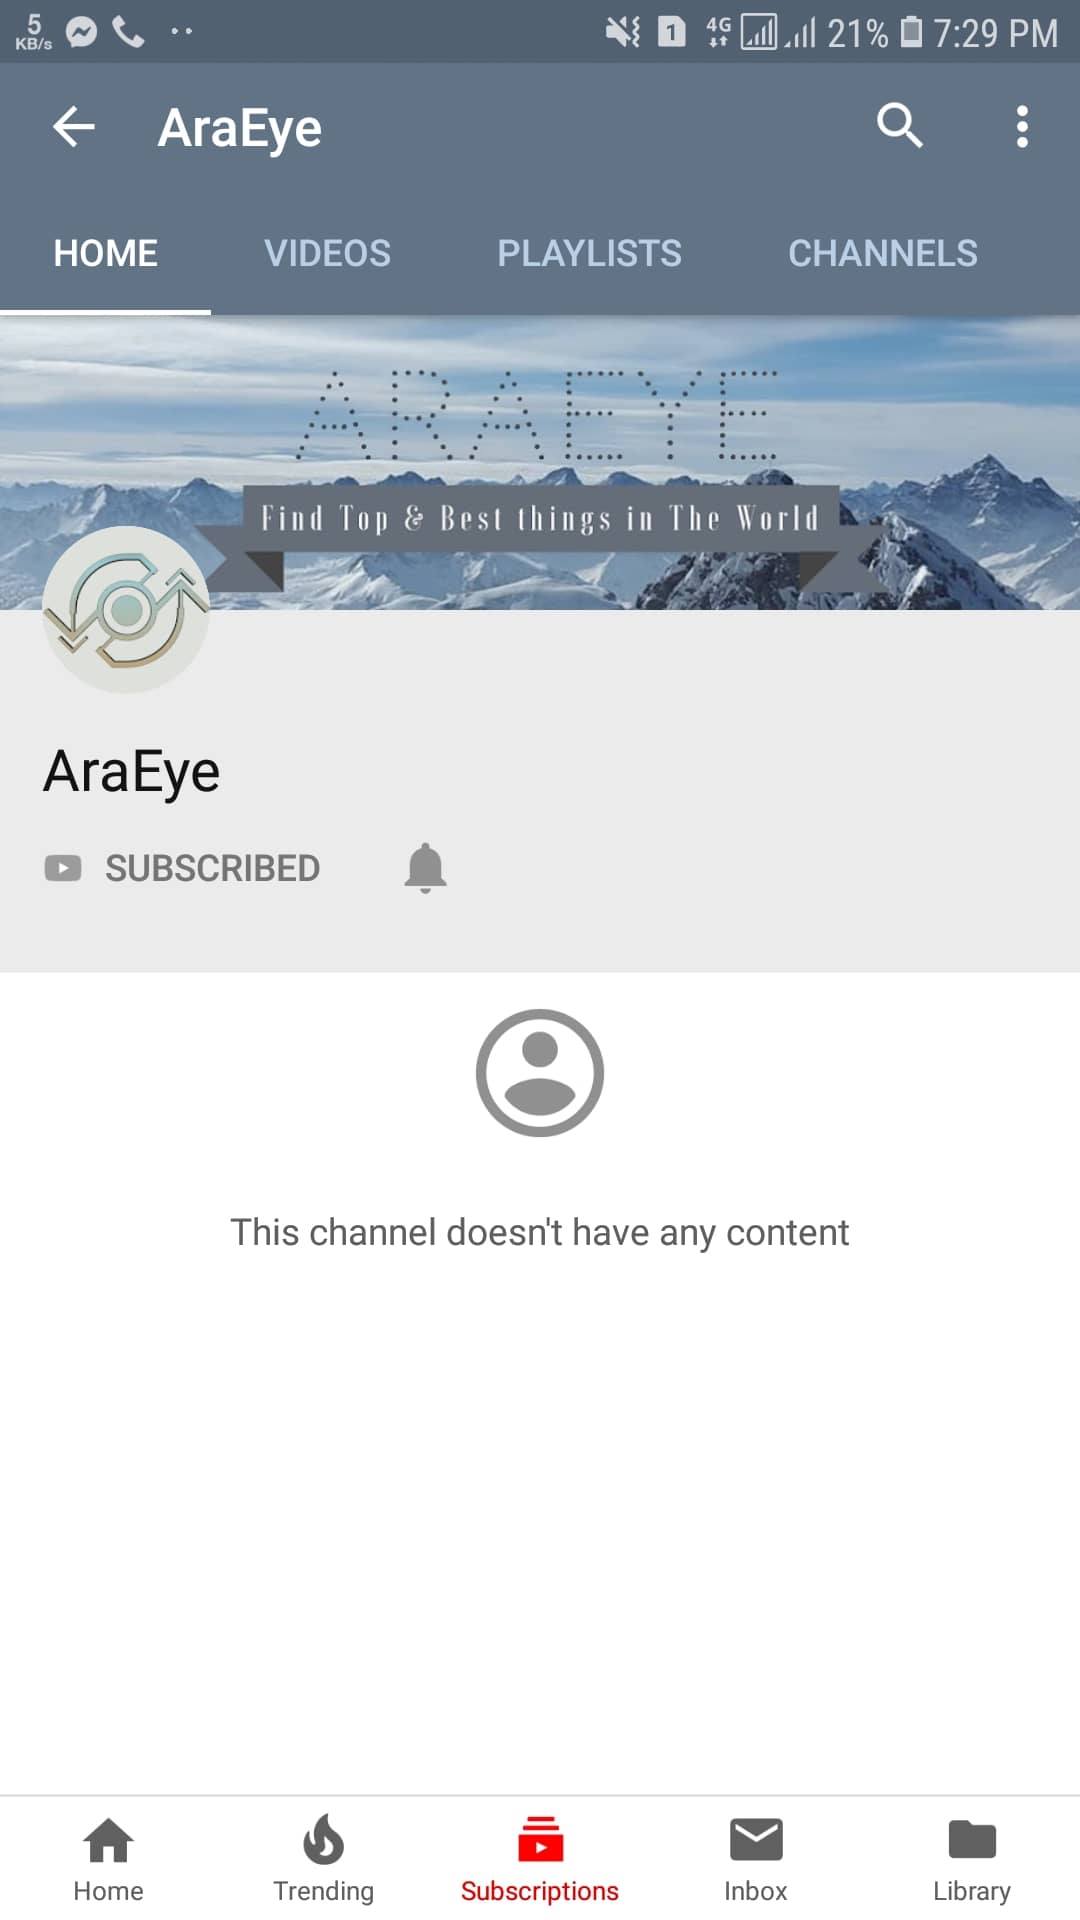 5
KB/s
1
4G
21%
7:29 PM
AraEye
HOME
VIDEOS
PLAYLISTS
CHANNELS
ARAEYE
Find Top & Best things in The World
AraEye
SUBSCRIBED
This channel doesn't have any content
Home
Trending
Subscriptions
Inbox
Library